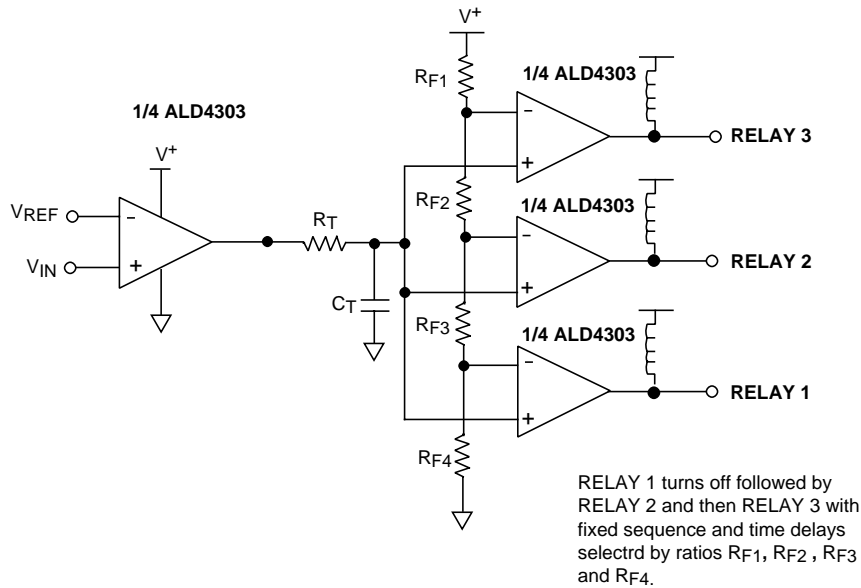 V+
RF1
1/4 ALD4303
RELAY 3
1/4 ALD4303
V+
VREF
VIN
RT
CT
RF2
1/4 ALD4303
RELAY 2
RF3
1/4 ALD4303
RELAY 1
RF4
-
+
-
+
-
+
-
+
RELAY 1 turns off followed by
RELAY 2 and then RELAY 3 with
fixed sequence and time delays
selectrd by ratios RF1, RF2 , RF3
and RF4.